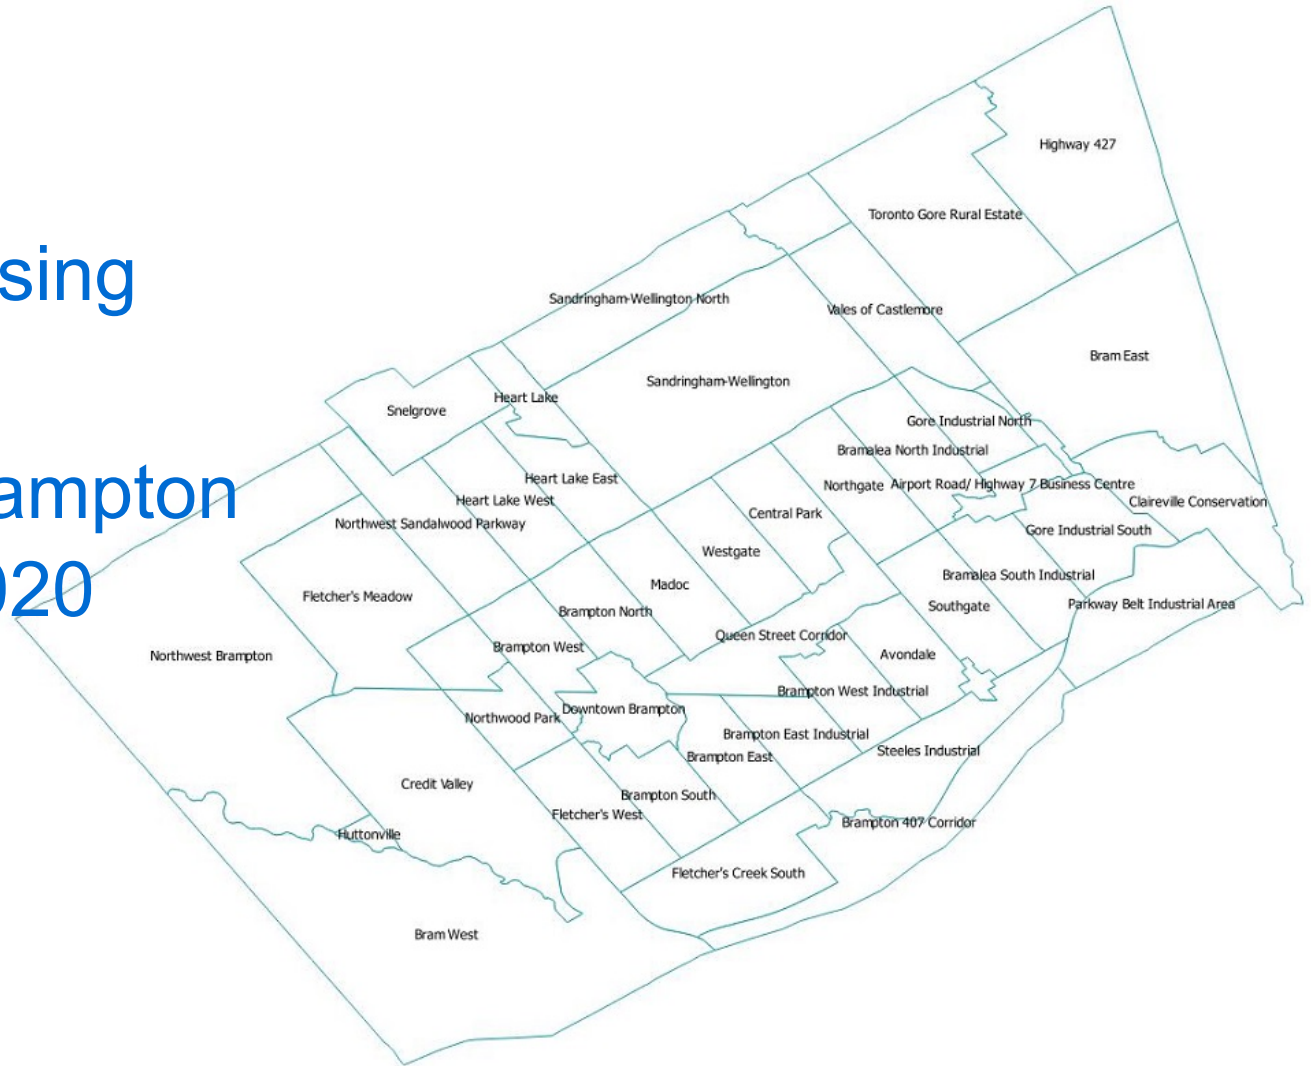 sing
ampton
020
Highway 427
Toronto Gore Rural Estate
Sandringham-Wellington North
Vales of Castlemore
Bram East
Sandringham-Wellington
Heart Lake
Snelgrove
Gore Industrial North
Bramalea North Industrial
Heart Lake East
Northgate
Airport Road/ Highway 7 Business Centre
Heart Lake West
Claireville Conservation
Central Park
Northwest Sandalwood Parkway
Gore Industrial South
Westgate
Bramalea South Industrial
Madoc
Fletcher's Meadow
Southgate
Parkway Belt Industrial Area
Brampton North
Queen Street Corridor
Brampton West
Avondale
Northwest Brampton
Brampton West Industrial
Downtown Brampton
Northwood Park
Brampton East Industrial
Steeles Industrial
Brampton East
Credit Valley
Brampton South
Fletcher's West
Brampton 407 Corridor
Huttonville
Fletcher's Creek South
Bram West